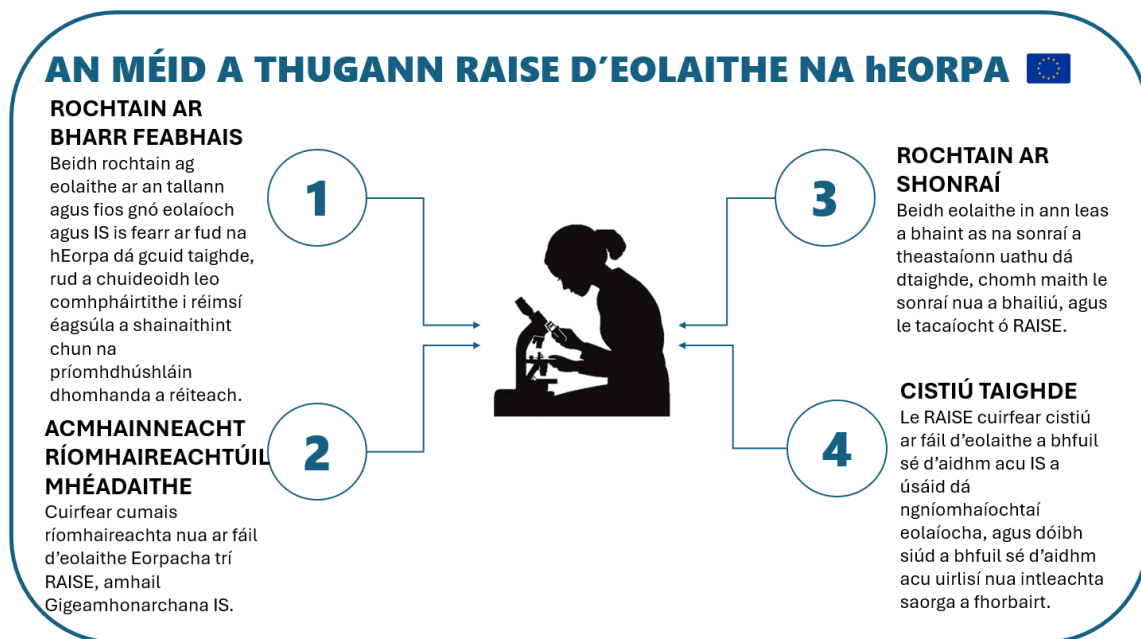 AN MÉID A THUGANN RAISE D’EOLAITHE NA hEORPA
ROCHTAIN AR
BHARR FEABHAIS
Beidh rochtain ag
eolaithe ar an tallann
agus fios gnó eolaíoch
agus IS is fearr ar fud na
hEorpa dá gcuid taighde,
rud a chuideoidh leo
comhpháirtithe i réimsí
éagsúla a shainaithint
chun na
príomhdhúshláin
dhomhanda a réiteach.
1
ACMHAINNEACHT
RÍOMHAIREACHTÚIL
MHÉADAITHE
Cuirfear cumais
ríomhaireachta nua ar fáil
d’eolaithe Eorpacha trí
RAISE, amhail
Gigeamhonarchana IS.
2
3
ROCHTAIN AR
SHONRAÍ
Beidh eolaithe in ann leas
a bhaint as na sonraí a
theastaíonn uathu dá
dtaighde, chomh maith le
sonraí nua a bhailiú, agus
le tacaíocht ó RAISE.
4
CISTIÚ TAIGHDE
Le RAISE cuirfear cistiú
ar fáil d’eolaithe a bhfuil
sé d’aidhm acu IS a
úsáid dá
ngníomhaíochtaí
eolaíocha, agus dóibh
siúd a bhfuil sé d’aidhm
acu uirlisí nua intleachta
saorga a fhorbairt.